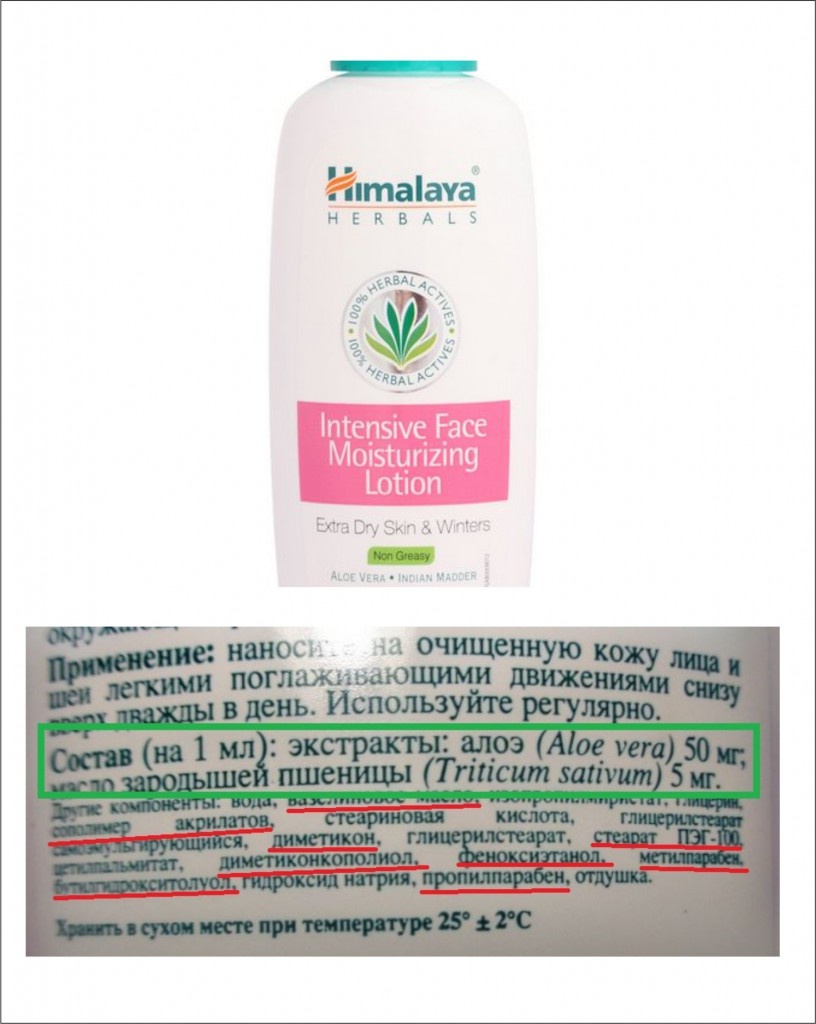 Himalaya®
HERBALS
100% HERBAL ACTIVES
100% HERBAL ACTIVES
Intensive Face
Moisturizing
Lotion
Extra Dry Skin & Winters
Non Greasy
ALOE VERA • INDIAN MADDER
Применение: наносить на очищенную кожу лица и
шеи легкими поглаживающими движениями снизу
вверх дважды в день. Используйте регулярно.
Состав (на 1 мл): экстракты: алоэ (Aloe vera) 50 мг;
масло зародышей пшеницы (Triticum sativum) 5 мг.
Другие компоненты: вода, вазелиновое масло, изопропилмиристат, глицерин,
сополимер акрилатов, стеариновая кислота, глицерилстеарат
самоэмульгирующийся, диметикон, глицерилстеарат, стеарат ПЭГ-100,
цетилпальмитат, диметиконкополиол, феноксиэтанол, метилпарабен,
бутилгидрокситолуол, гидроксид натрия, пропилпарабен, отдушка.
Хранить в сухом месте при температуре 25° ± 2°C